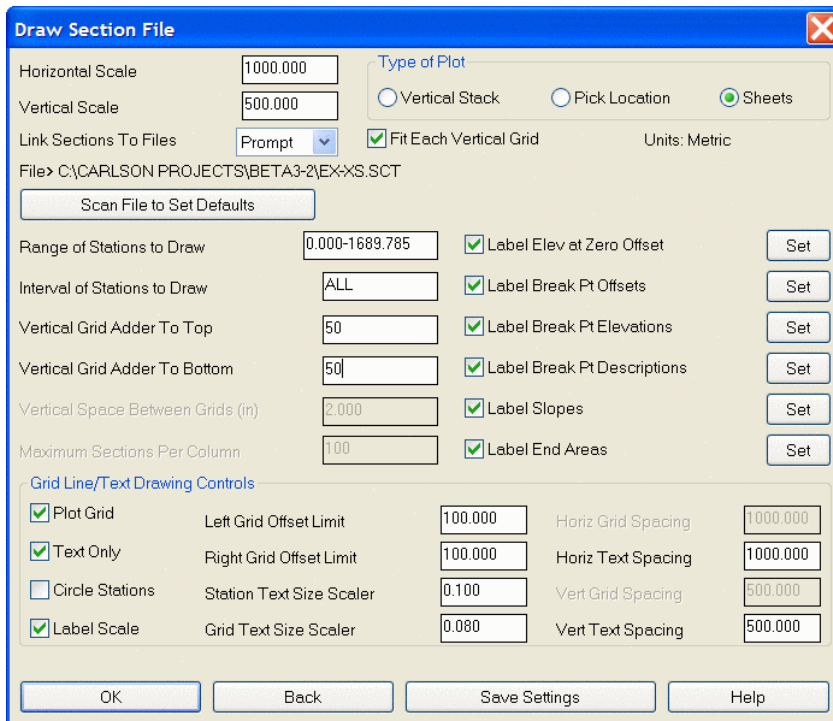 Draw Section File
Horizontal Scale 1000.000
Type of Plot
Vertical Scale 500.000
Vertical Stack Pick Location Sheets
Link Sections To Files Prompt Fit Each Vertical Grid Units: Metric
File> C:\CARLSON PROJECTS\BETA3-2\EX-XS.SCT
Scan File to Set Defaults
Range of Stations to Draw 0.000-1689.785 Label Elev at Zero Offset Set
Interval of Stations to Draw ALL Label Break Pt Offsets Set
Vertical Grid Adder To Top 50 Label Break Pt Elevations Set
Vertical Grid Adder To Bottom 50 Label Break Pt Descriptions Set
Vertical Space Between Grids (in) 2.000 Label Slopes Set
Maximum Sections Per Column 100 Label End Areas Set
Grid Line/Text Drawing Controls
Plot Grid Left Grid Offset Limit 100.000 Horiz Grid Spacing 1000.000
Text Only Right Grid Offset Limit 100.000 Horiz Text Spacing 1000.000
Circle Stations Station Text Size Scaler 0.100 Vert Grid Spacing 500.000
Label Scale Grid Text Size Scaler 0.080 Vert Text Spacing 500.000
OK Back Save Settings Help